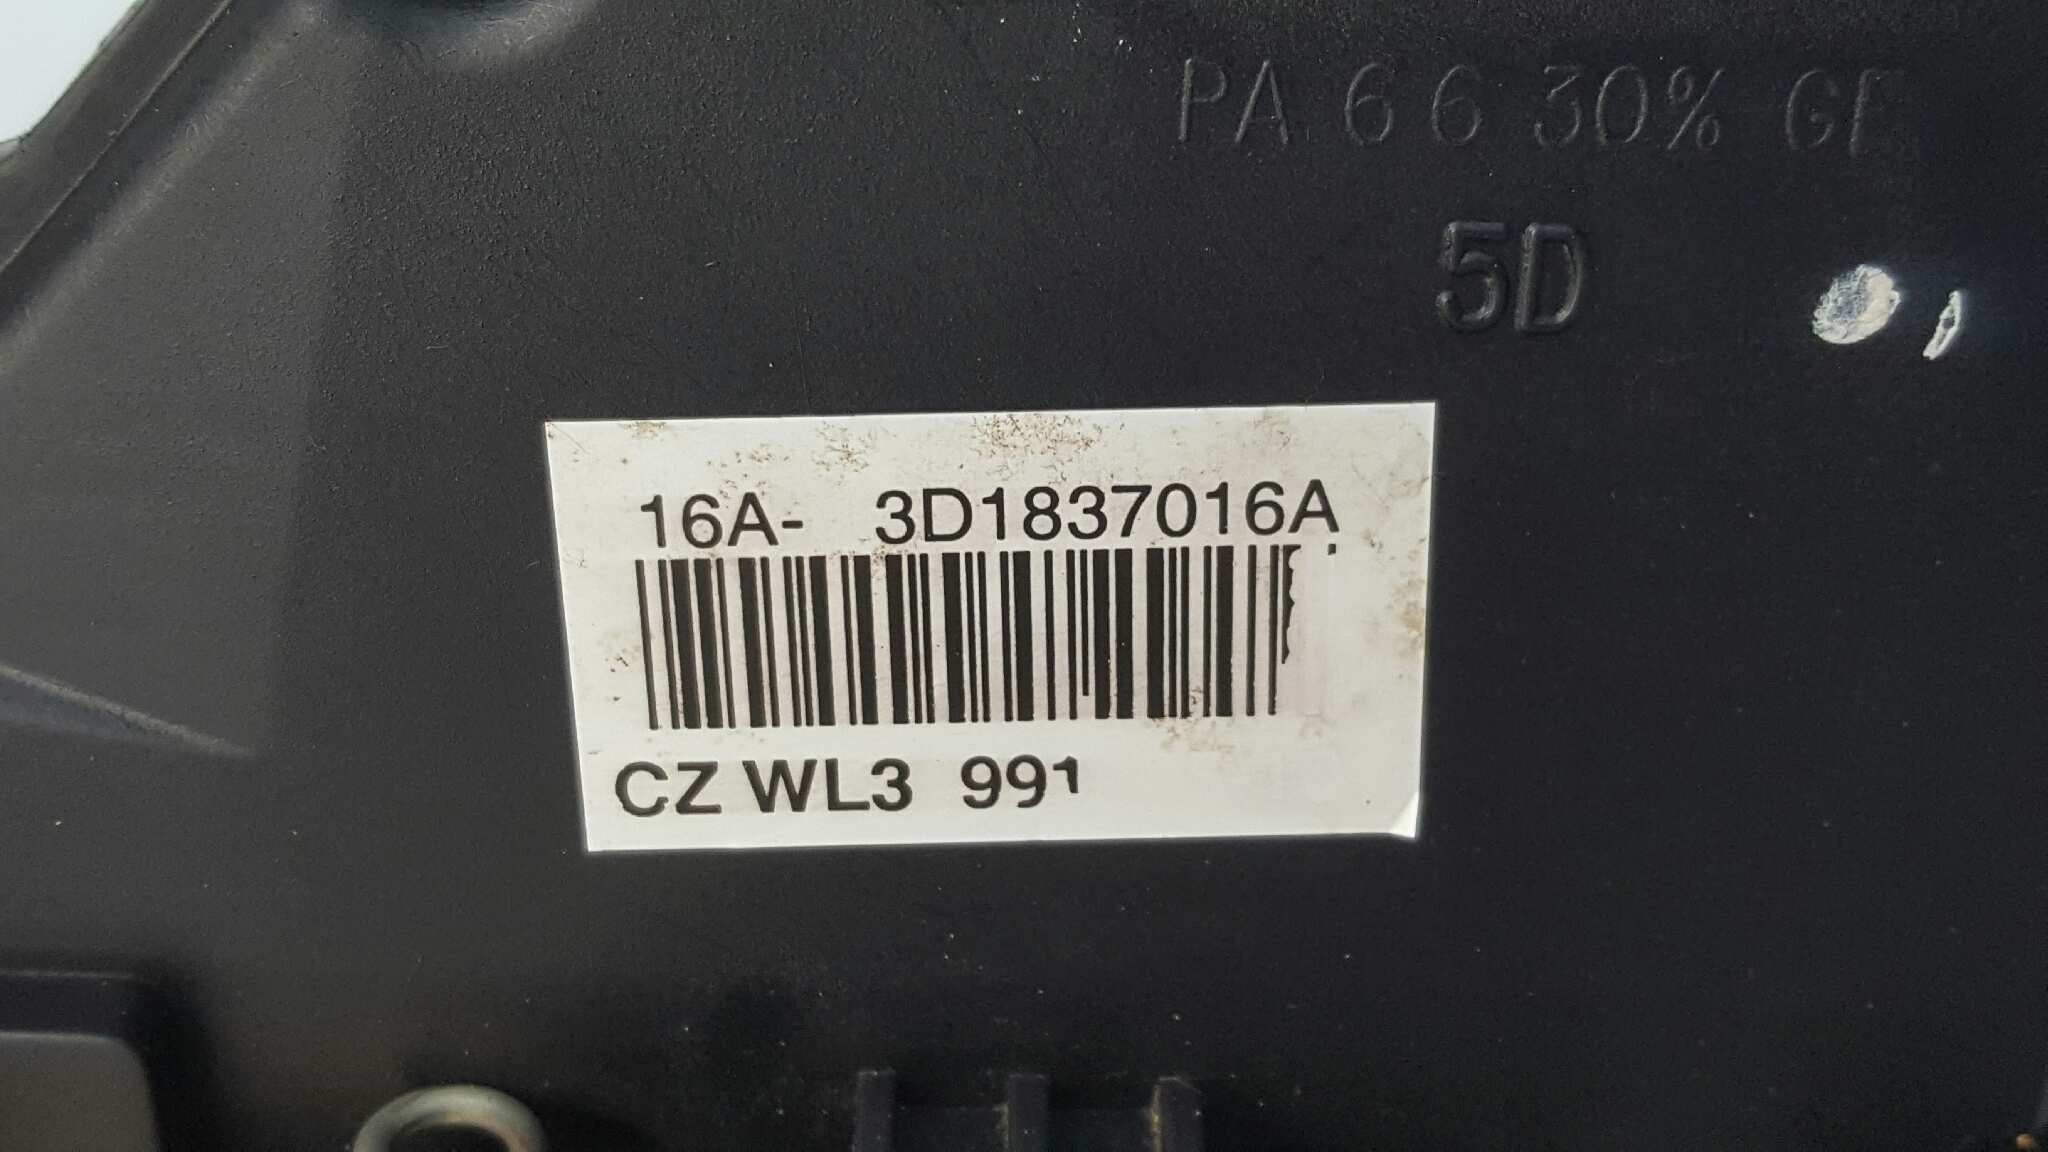 PA 6 6 30% GF
5D
16A- 3D1837016A
CZ WL3 991